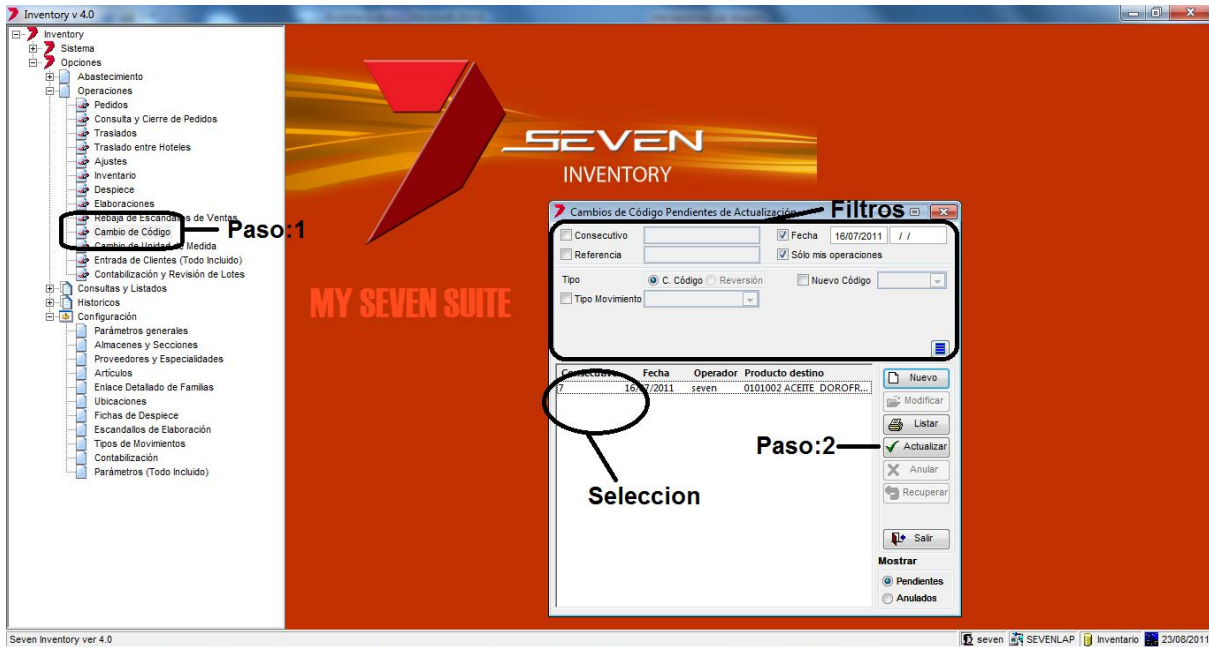 Inventory v 4.0
Inventory
Sistema
Opciones
Abastecimiento
Operaciones
Pedidos
Consulta y Cierre de Pedidos
Traslados
Traslado entre Hoteles
Ajustes
Inventario
Despiece
Elaboraciones
Rebaja de Escandallos de Ventas
Cambio de Código
Cambio de Unidad de Medida
Entrada de Clientes (Todo Incluido)
Contabilización y Revisión de Lotes
Consultas y Listados
Historicos
Configuración
Parámetros generales
Almacenes y Secciones
Proveedores y Especialidades
Artículos
Enlace Detallado de Familias
Ubicaciones
Fichas de Despiece
Escandallos de Elaboración
Tipos de Movimientos
Contabilización
Parámetros (Todo Incluido)
Paso:1
SEVEN
INVENTORY
MY SEVEN SUITE
Cambios de Código Pendientes de Actualización
Filtros
Consecutivo
Fecha 16/07/2011 / /
Referencia
Sólo mis operaciones
Tipo C. Código Reversión
Nuevo Código
Tipo Movimiento
Consecutivo Fecha Operador Producto destino
7 16/07/2011 seven 0101002 ACEITE DOROFR...
Nuevo
Modificar
Listar
Paso:2
Actualizar
Anular
Recuperar
Seleccion
Salir
Mostrar
Pendientes
Anulados
Seven Inventory ver 4.0
seven SEVENLAP Inventario 23/08/2011